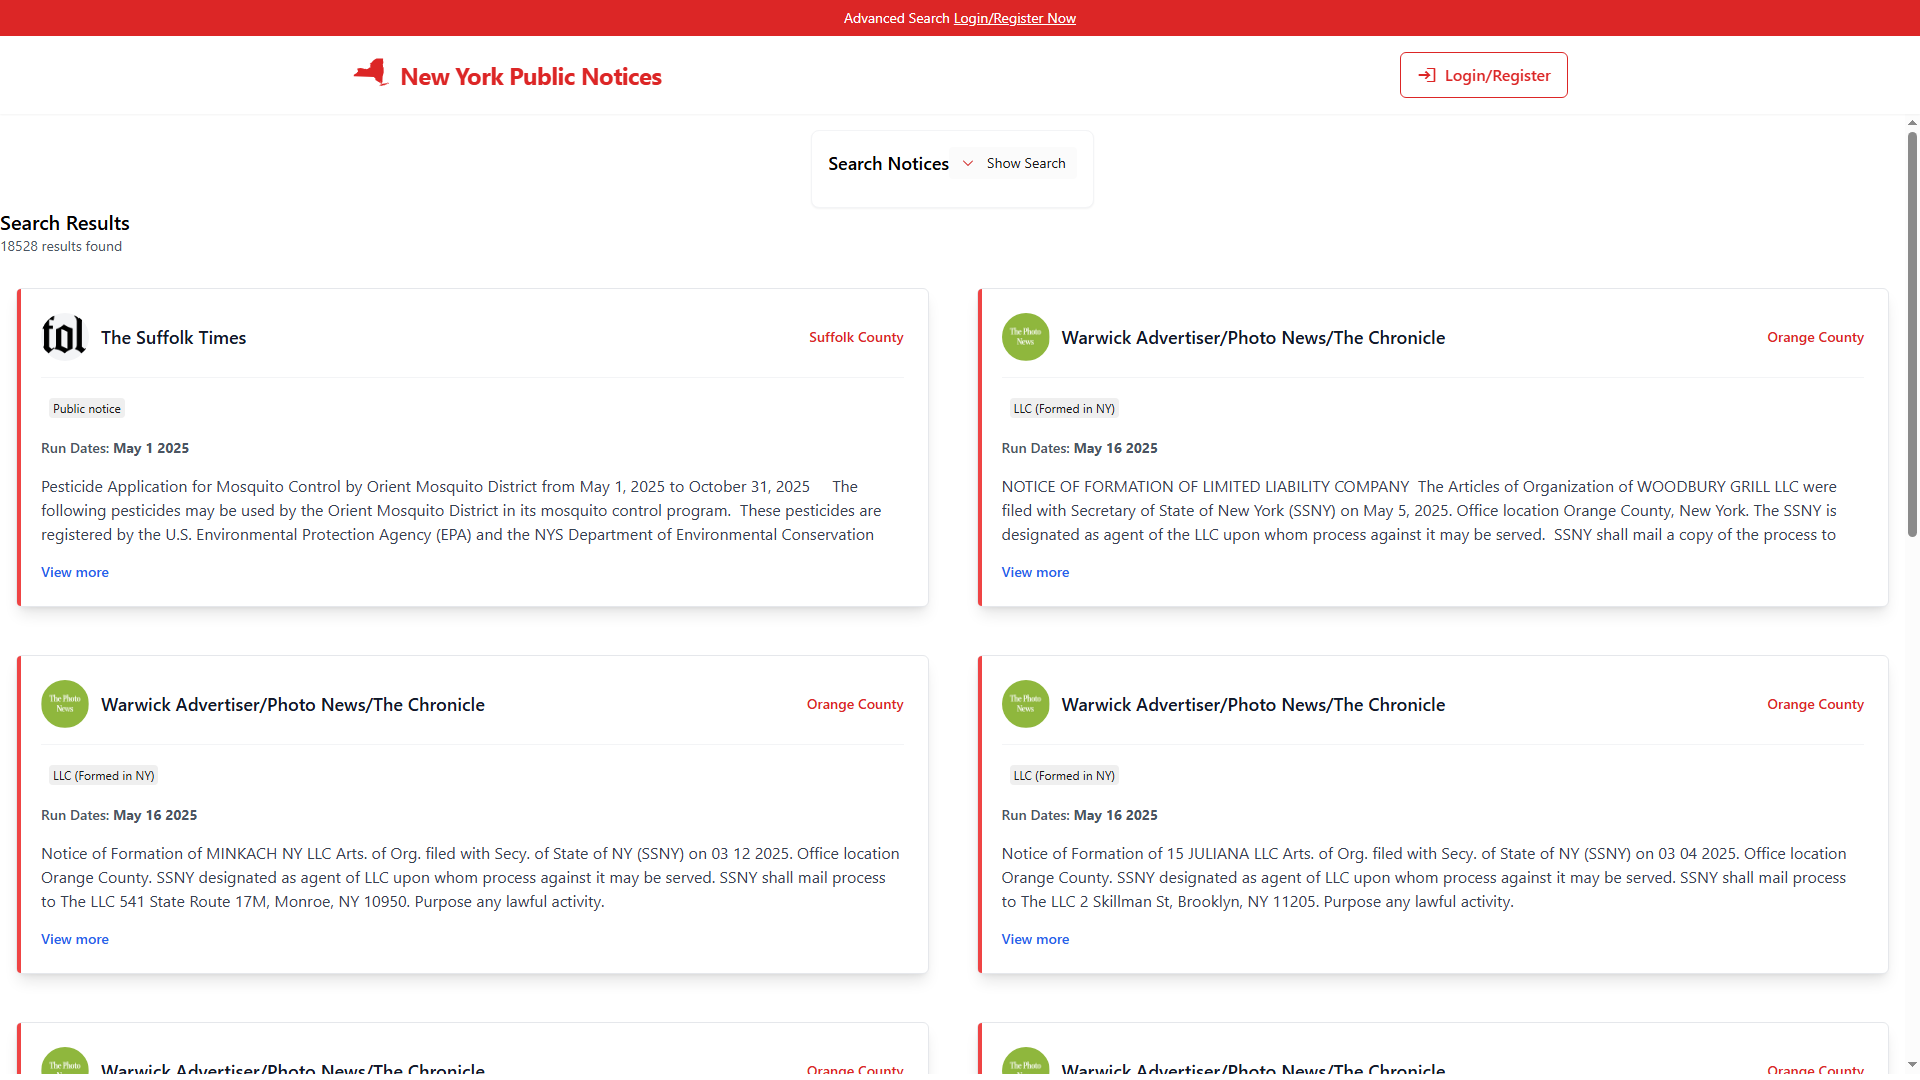 Advanced Search Login/Register Now
New York Public Notices
Login/Register
Search Notices
Show Search
Search Results
18528 results found
tol
The Suffolk Times
Suffolk County
Public notice
Run Dates: May 1 2025
Pesticide Application for Mosquito Control by Orient Mosquito District from May 1, 2025 to October 31, 2025 The
following pesticides may be used by the Orient Mosquito District in its mosquito control program. These pesticides are
registered by the U.S. Environmental Protection Agency (EPA) and the NYS Department of Environmental Conservation
View more
The Photo
News
Warwick Advertiser/Photo News/The Chronicle
Orange County
LLC (Formed in NY)
Run Dates: May 16 2025
NOTICE OF FORMATION OF LIMITED LIABILITY COMPANY The Articles of Organization of WOODBURY GRILL LLC were
filed with Secretary of State of New York (SSNY) on May 5, 2025. Office location Orange County, New York. The SSNY is
designated as agent of the LLC upon whom process against it may be served. SSNY shall mail a copy of the process to
View more
The Photo
News
Warwick Advertiser/Photo News/The Chronicle
Orange County
LLC (Formed in NY)
Run Dates: May 16 2025
Notice of Formation of MINKACH NY LLC Arts. of Org. filed with Secy. of State of NY (SSNY) on 03 12 2025. Office location
Orange County. SSNY designated as agent of LLC upon whom process against it may be served. SSNY shall mail process
to The LLC 541 State Route 17M, Monroe, NY 10950. Purpose any lawful activity.
View more
The Photo
News
Warwick Advertiser/Photo News/The Chronicle
Orange County
LLC (Formed in NY)
Run Dates: May 16 2025
Notice of Formation of 15 JULIANA LLC Arts. of Org. filed with Secy. of State of NY (SSNY) on 03 04 2025. Office location
Orange County. SSNY designated as agent of LLC upon whom process against it may be served. SSNY shall mail process
to The LLC 2 Skillman St, Brooklyn, NY 11205. Purpose any lawful activity.
View more
The Photo
Warwick Advertiser/Photo News/The Chronicle
Orange County
The Photo
Warwick Advertiser/Photo News/The Chronicle
Orange County